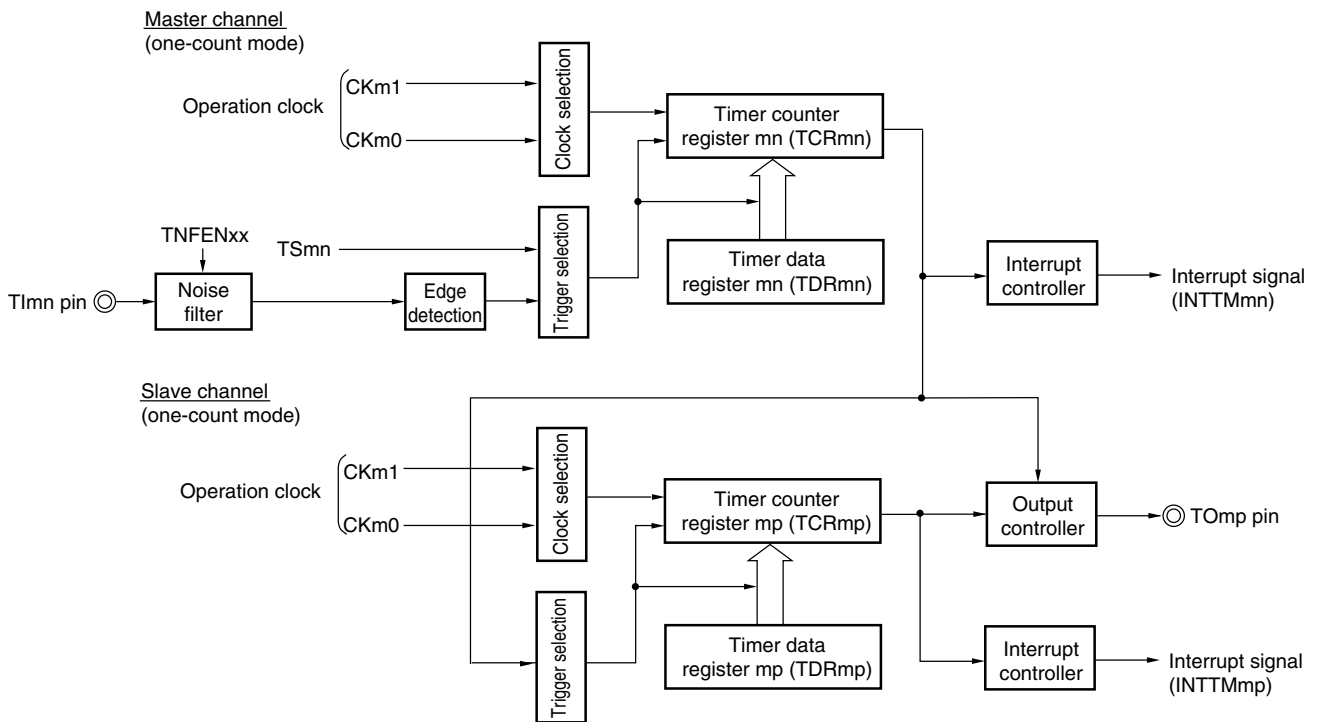 Master channel
(one-count mode)
Operation clock
CKm1
CKm0
Clock selection
Timer counter
register mn (TCRmn)
TNFENxx
TSmn
TImn pin
Noise
filter
Edge
detection
Trigger selection
Timer data
register mn (TDRmn)
Interrupt
controller
Interrupt signal
(INTTMmn)
Slave channel
(one-count mode)
Operation clock
CKm1
CKm0
Clock selection
Timer counter
register mp (TCRmp)
Output
controller
TOmp pin
Trigger selection
Timer data
register mp (TDRmp)
Interrupt
controller
Interrupt signal
(INTTMmp)